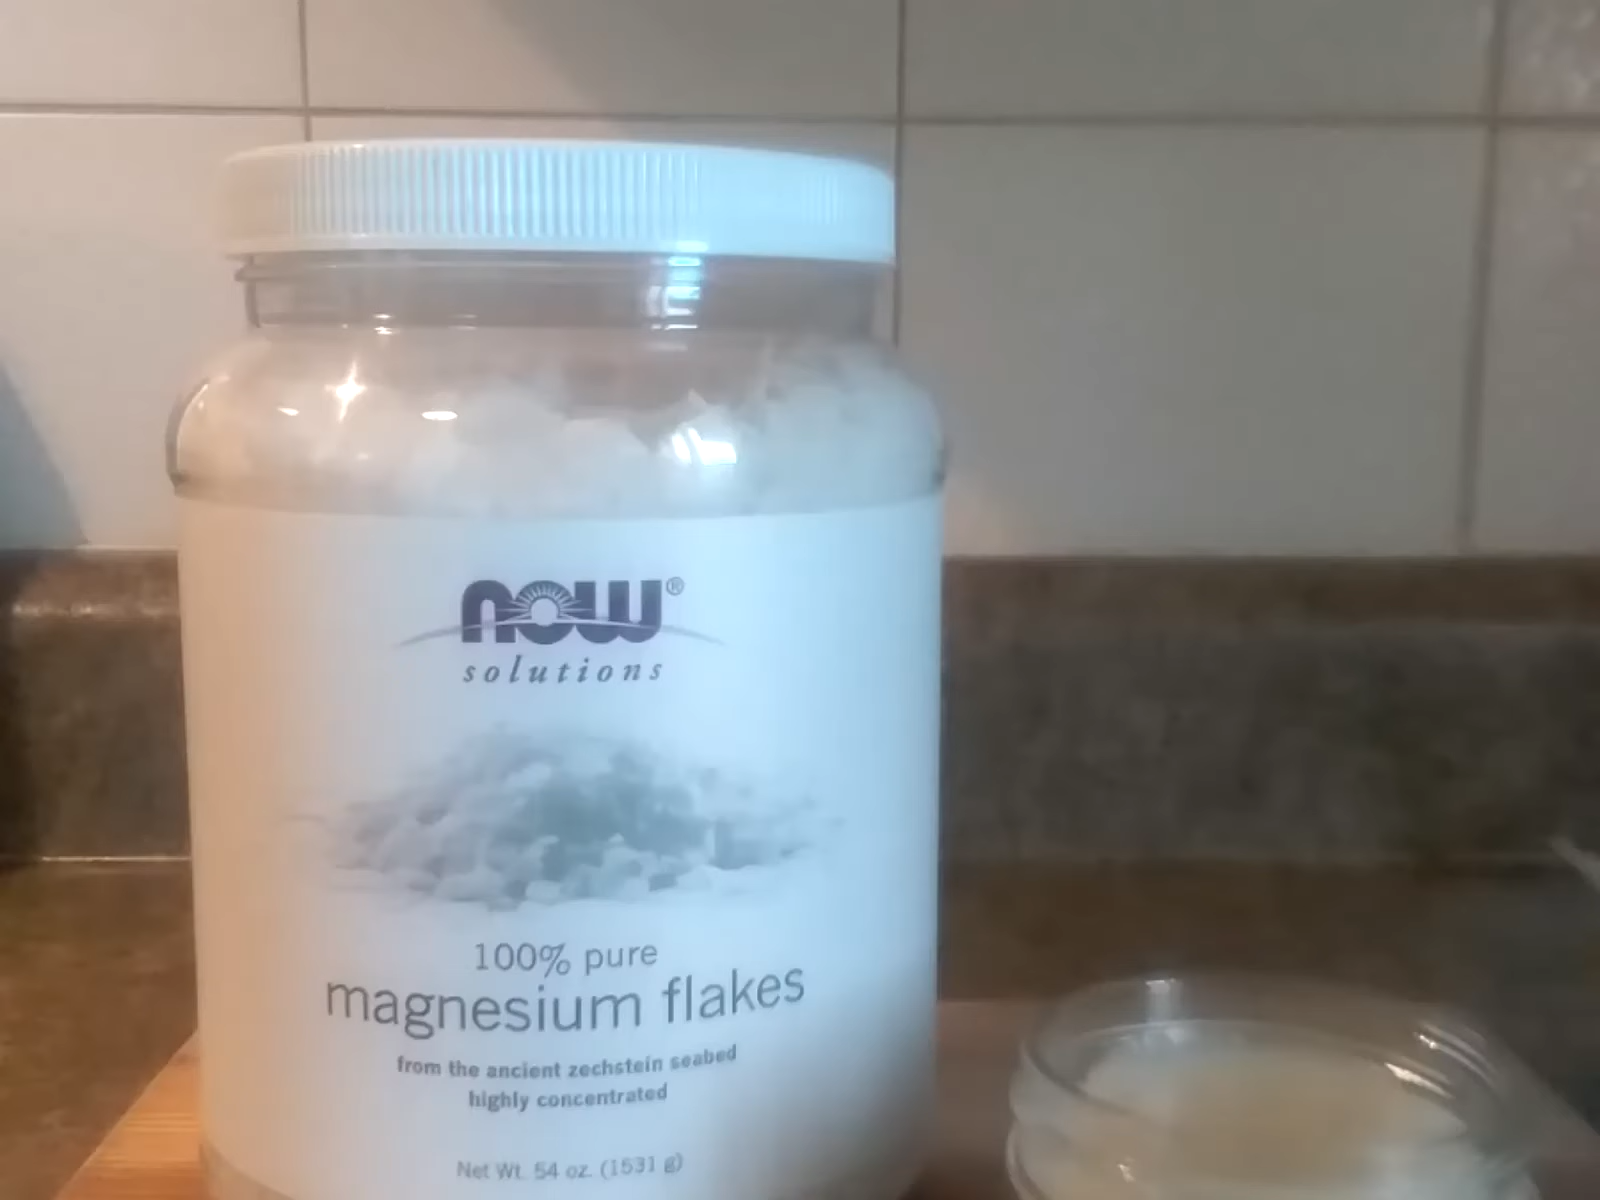 now®
solutions
100% pure
magnesium flakes
from the ancient zechstein seabed
highly concentrated
Net Wt. 54 oz. (1531 g)